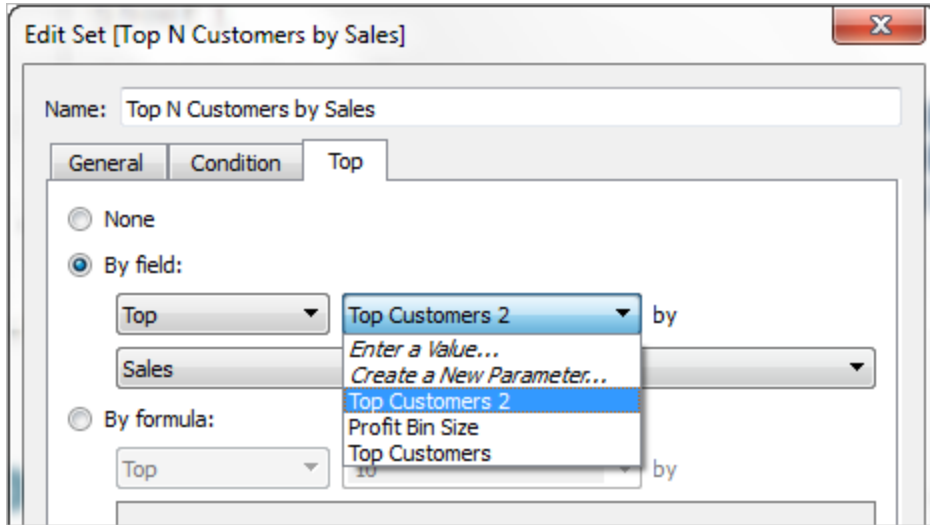 Edit Set [Top N Customers by Sales]
Name: Top N Customers by Sales
General Condition Top
None
By field:
Top Top Customers 2 by
Enter a Value...
Sales
Create a New Parameter...
Top Customers 2
By formula:
Profit Bin Size
Top Customers
Top 10 by